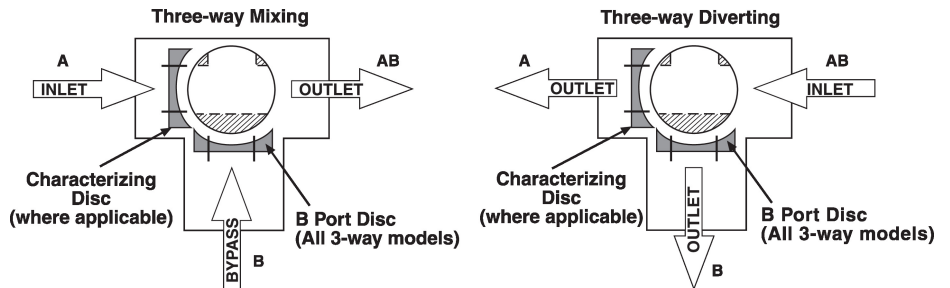 Three-way Mixing
A
INLET
AB
OUTLET
Characterizing
Disc
(where applicable)
BYPASS
B
B Port Disc
(All 3-way models)
Three-way Diverting
A
OUTLET
AB
INLET
Characterizing
Disc
(where applicable)
OUTLET
B
B Port Disc
(All 3-way models)